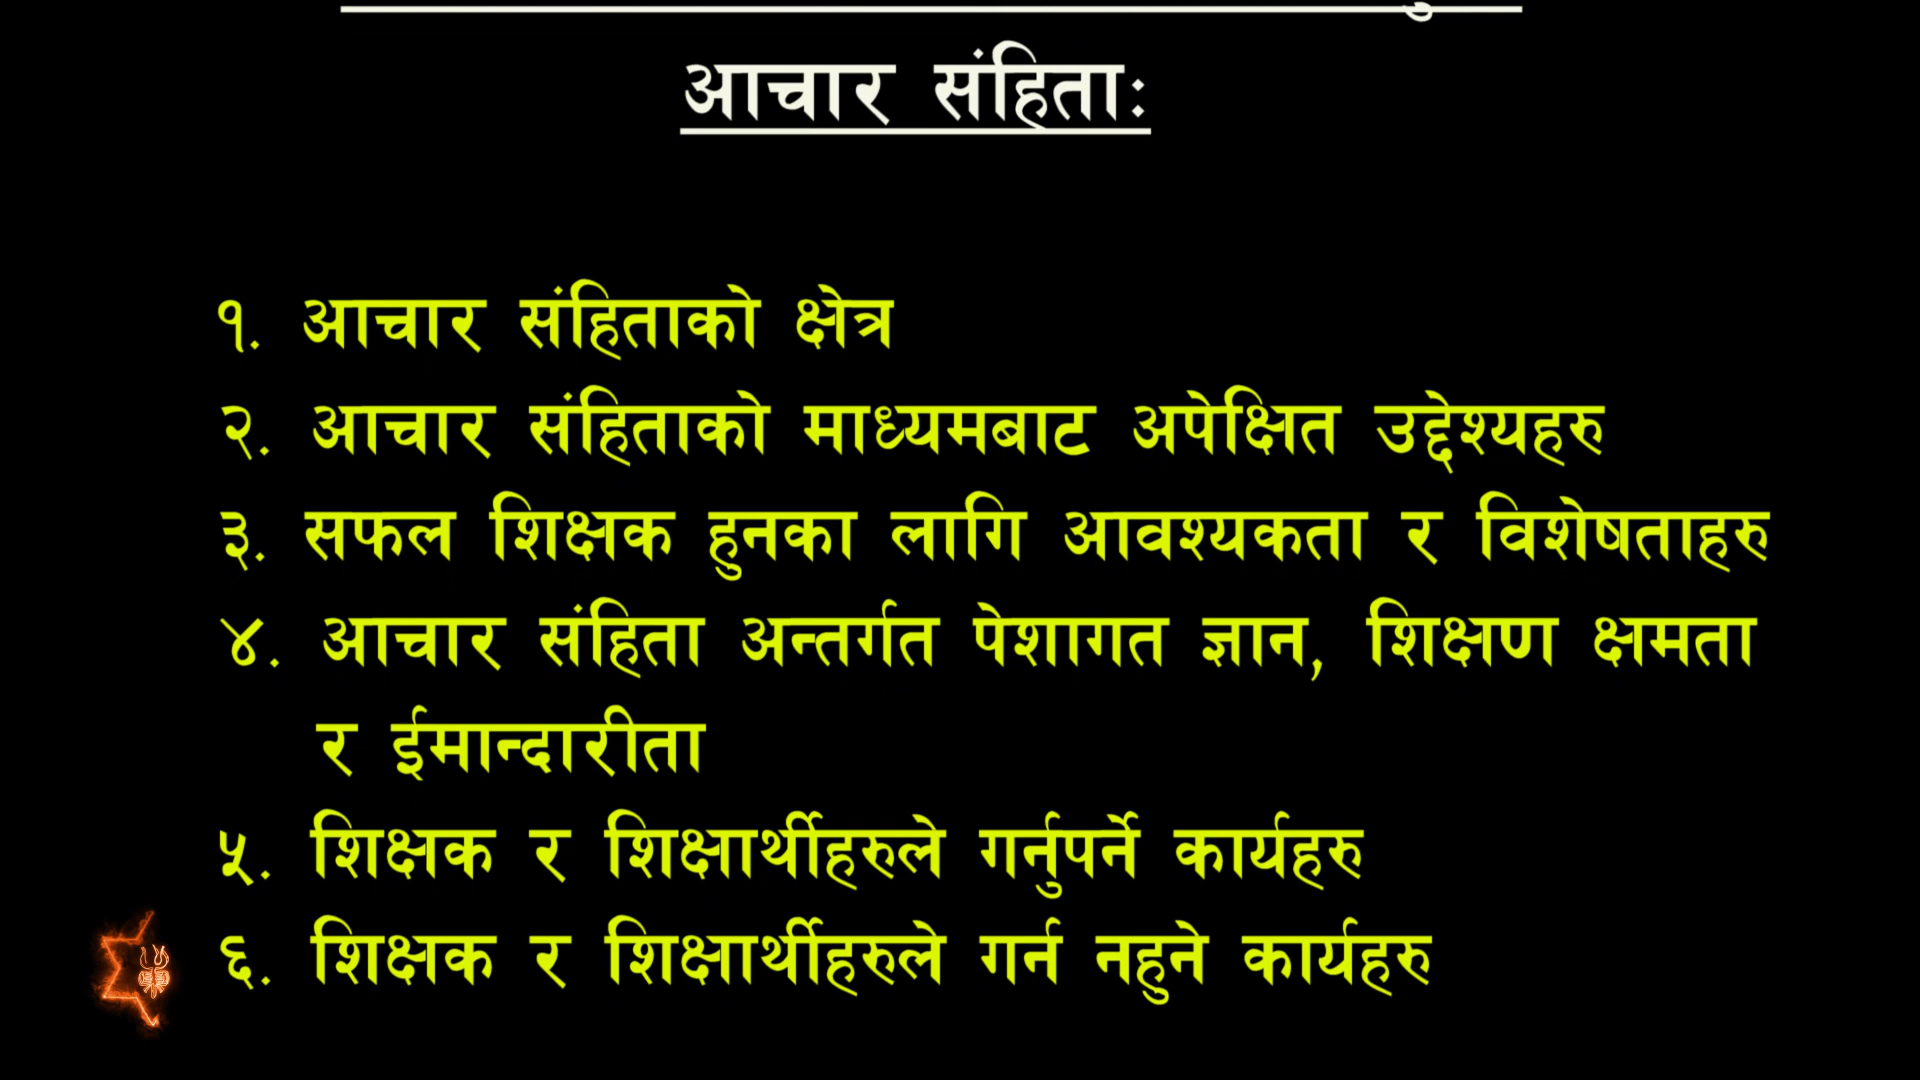 आचार संहिताः
१. आचार संहिताको क्षेत्र
२. आचार संहिताको माध्यमबाट अपेक्षित उद्देश्यहरु
३. सफल शिक्षक हुनका लागि आवश्यकता र विशेषताहरु
४. आचार संहिता अन्तर्गत पेशागत ज्ञान, शिक्षण क्षमता
र ईमान्दारीता
५. शिक्षक र शिक्षार्थीहरुले गर्नुपर्ने कार्यहरु
६. शिक्षक र शिक्षार्थीहरुले गर्न नहुने कार्यहरु